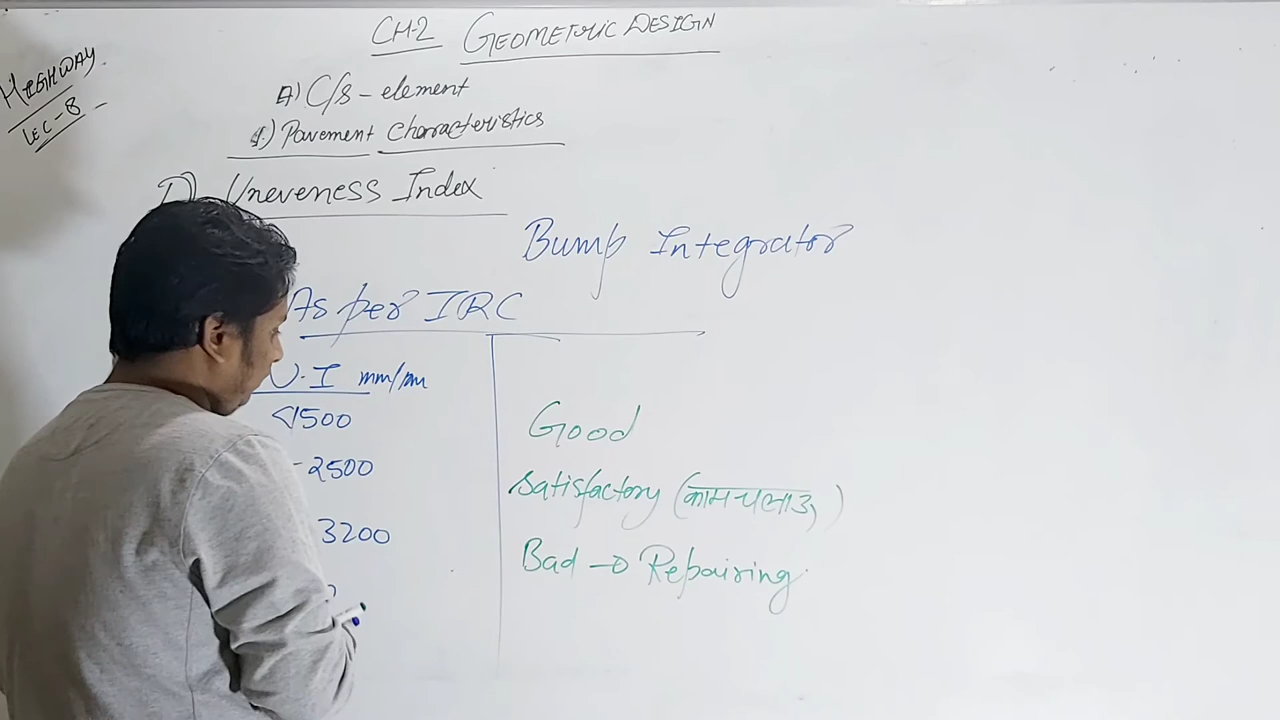 CH-2 GEOMETRIC DESIGN
HIGHWAY
LEC-8
A) C/s - element
1.) Pavement Characteristics
D) Uneveness Index
Bump Integrator
As per IRC
U.I mm/km
<1500
Good
- 2500
Satisfactory (कामचलाउ)
3200
Bad → Repairing